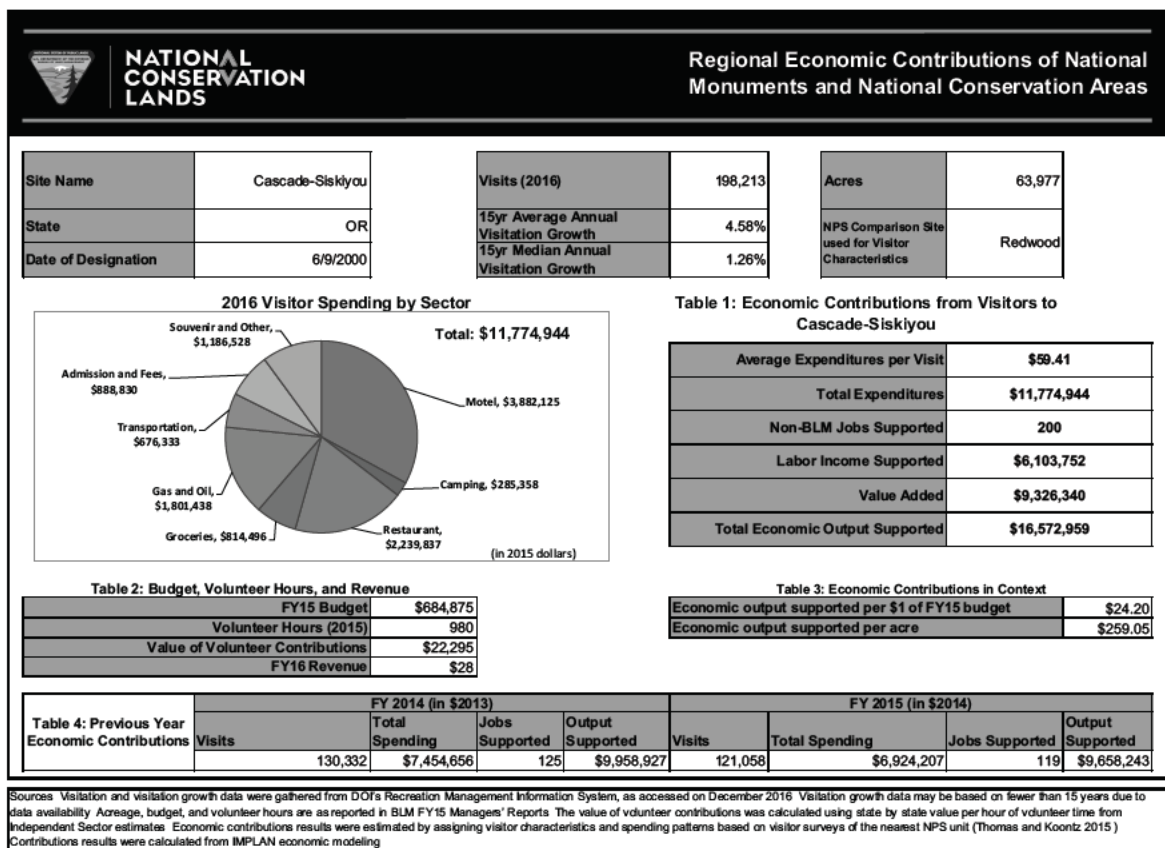 NATIONAL
CONSERVATION
LANDS
Regional Economic Contributions of National
Monuments and National Conservation Areas
Site Name Cascade-Siskiyou
State OR
Date of Designation 6/9/2000
Visits (2016) 198,213
15yr Average Annual
Visitation Growth 4.58%
15yr Median Annual
Visitation Growth 1.26%
Acres 63,977
NPS Comparison Site
used for Visitor
Characteristics
Redwood
2016 Visitor Spending by Sector
Total: $11,774,944
Souvenir and Other,
$1,186,528
Admission and Fees,
$888,830
Transportation,
$676,333
Gas and Oil,
$1,801,438
Groceries, $814,496
Motel, $3,882,125
Camping, $285,358
Restaurant,
$2,239,837
(in 2015 dollars)
Table 1: Economic Contributions from Visitors to
Cascade-Siskiyou
Average Expenditures per Visit $59.41
Total Expenditures $11,774,944
Non-BLM Jobs Supported 200
Labor Income Supported $6,103,752
Value Added $9,326,340
Total Economic Output Supported $16,572,959
Table 2: Budget, Volunteer Hours, and Revenue
FY15 Budget $684,875
Volunteer Hours (2015) 980
Value of Volunteer Contributions $22,295
FY16 Revenue $28
Table 3: Economic Contributions in Context
Economic output supported per $1 of FY15 budget $24.20
Economic output supported per acre $259.05
Table 4: Previous Year
Economic Contributions
FY 2014 (in $2013) FY 2015 (in $2014)
Visits Total Spending Jobs Supported Output Supported Visits Total Spending Jobs Supported Output Supported
130,332 $7,454,656 125 $9,958,927 121,058 $6,924,207 119 $9,658,243
Sources Visitation and visitation growth data were gathered from DOI's Recreation Management Information System, as accessed on December 2016 Visitation growth data may be based on fewer than 15 years due to
data availability Acreage, budget, and volunteer hours are as reported in BLM FY15 Managers' Reports The value of volunteer contributions was calculated using state by state value per hour of volunteer time from
Independent Sector estimates Economic contributions results were estimated by assigning visitor characteristics and spending patterns based on visitor surveys of the nearest NPS unit (Thomas and Koontz 2015 )
Contributions results were calculated from IMPLAN economic modeling